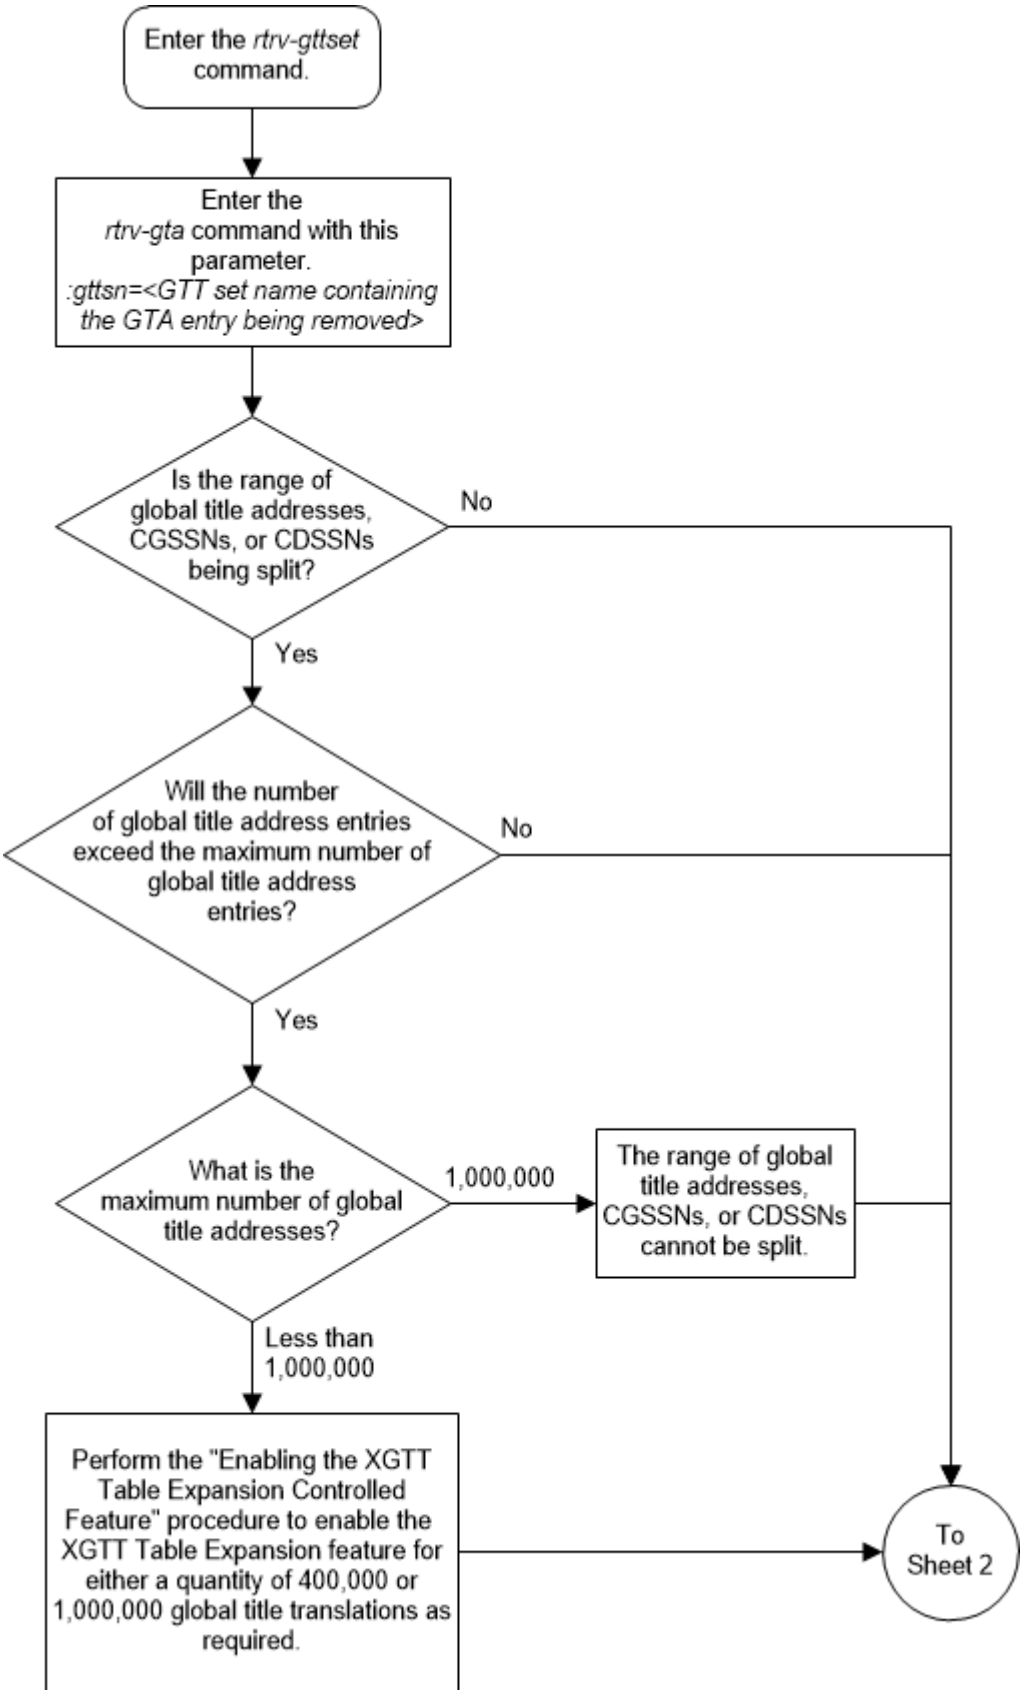 Enter the rtrv-gttset
command.
Enter the
rtrv-gta command with this
parameter.
:gttsn=<GTT set name containing
the GTA entry being removed>
Is the range of
global title addresses,
CGSSNs, or CDSSNs
being split?
No
Yes
Will the number
of global title address entries
exceed the maximum number of
global title address
entries?
No
Yes
What is the
maximum number of global
title addresses?
1,000,000
The range of global
title addresses,
CGSSNs, or CDSSNs
cannot be split.
Less than
1,000,000
Perform the "Enabling the XGTT
Table Expansion Controlled
Feature" procedure to enable the
XGTT Table Expansion feature for
either a quantity of 400,000 or
1,000,000 global title translations as
required.
To
Sheet 2